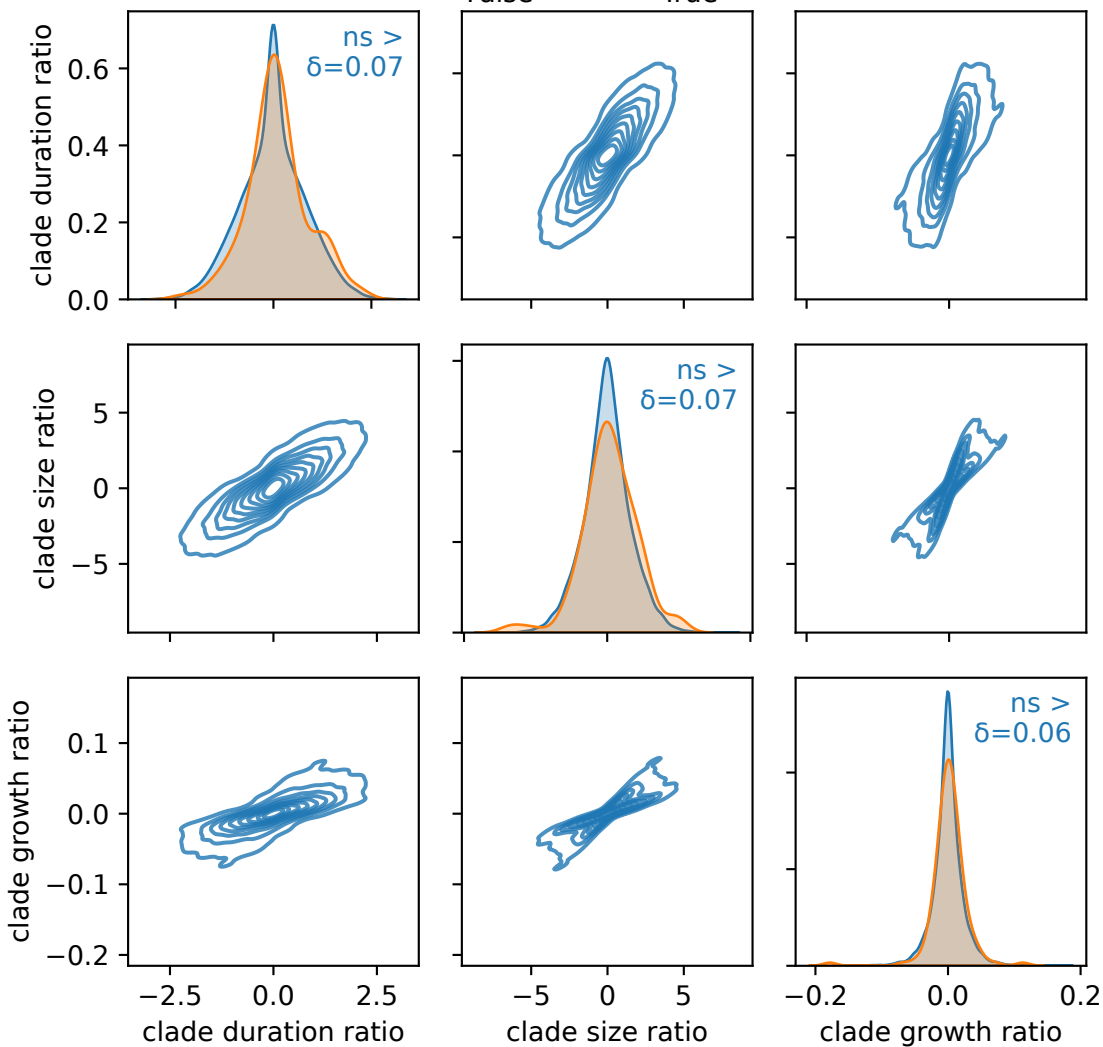 clade duration ratio
0.6
0.4
0.2
0.0
ns >
δ=0.07
clade size ratio
5
0
−5
ns >
δ=0.07
clade growth ratio
0.1
0.0
−0.1
−0.2
ns >
δ=0.06
−2.5 0.0 2.5
−5 0 5
−0.2 0.0 0.2
clade duration ratio
clade size ratio
clade growth ratio